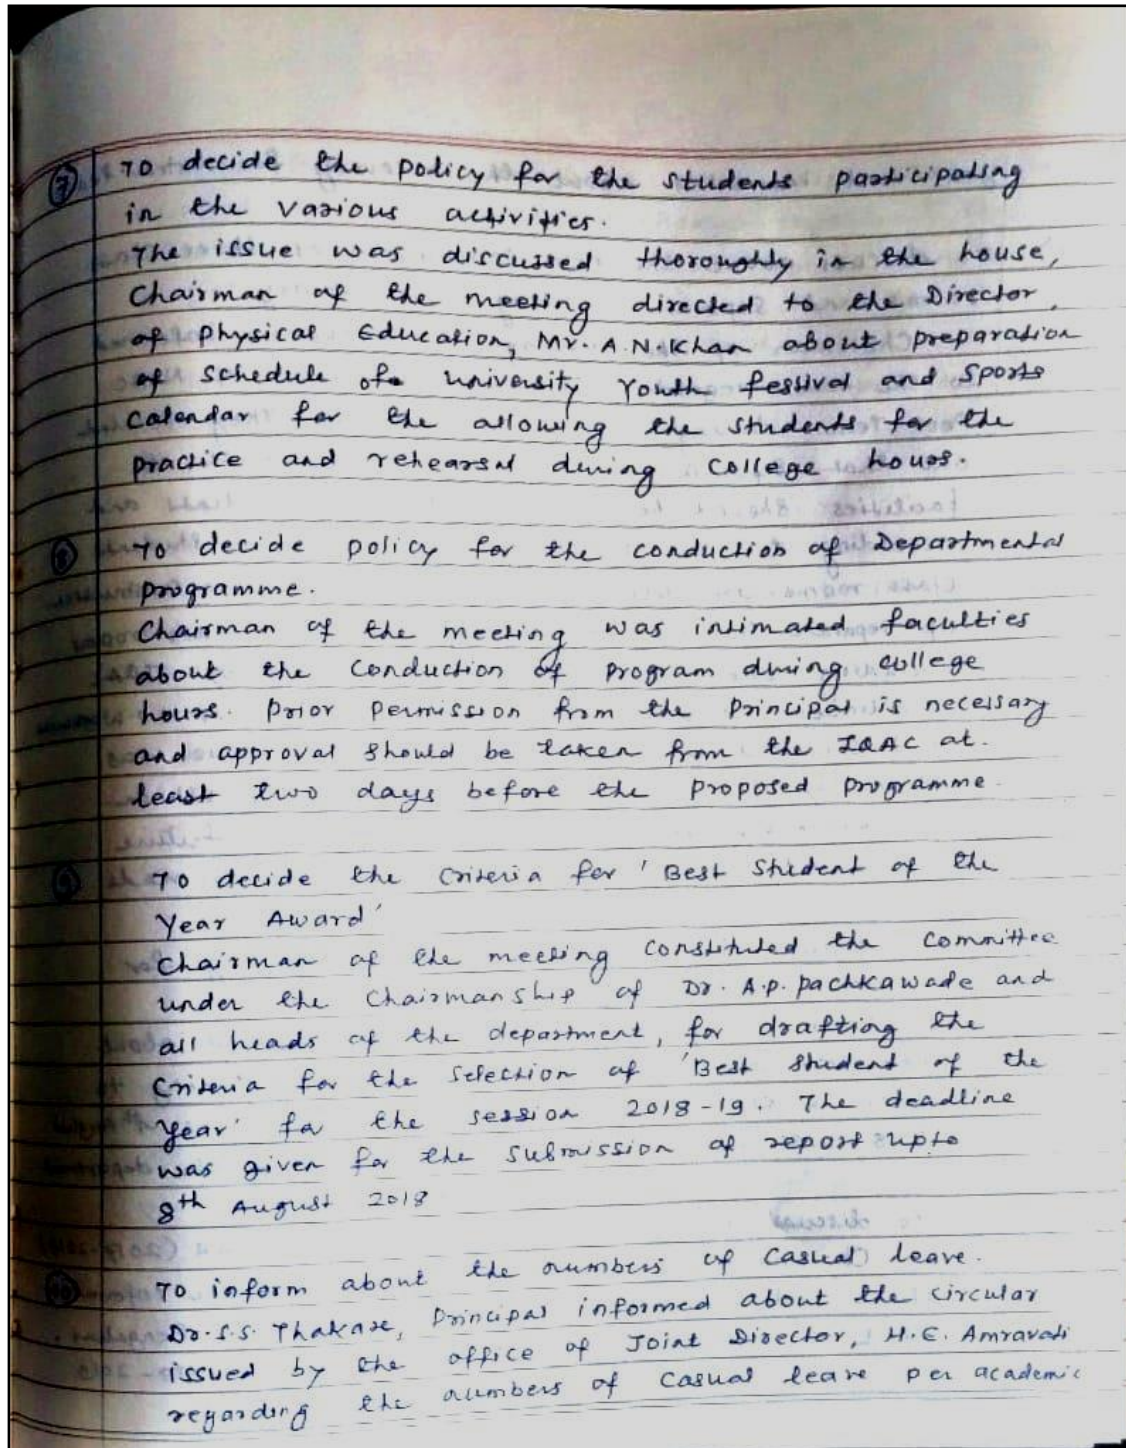 7 To decide the policy for the students participating
in the various activities.
The issue was discussed thoroughly in the house,
Chairman of the meeting directed to the Director
of Physical Education, Mr. A.N. Khan about preparation
of schedule of University Youth festival and sports
calendar for the allowing the students for the
practice and rehearsal during college hours.
8 To decide policy for the conduction of Departmental
programme.
Chairman of the meeting was intimated faculties
about the conduction of program during college
hours. Prior permission from the Principal is necessary
and approval should be taken from the IQAC at
least two days before the proposed programme.
9 To decide the criteria for 'Best Student of the
Year Award'
Chairman of the meeting constituted the committee
under the Chairmanship of Dr. A.P. Pachkawade and
all heads of the department, for drafting the
criteria for the selection of 'Best student of the
Year' for the session 2018-19. The deadline
was given for the submission of report upto
8th August 2018
10 To inform about the numbers of casual leave.
Dr. S.S. Thakare, Principal informed about the circular
issued by the office of Joint Director, H.E. Amravati
regarding the numbers of casual leave per academic